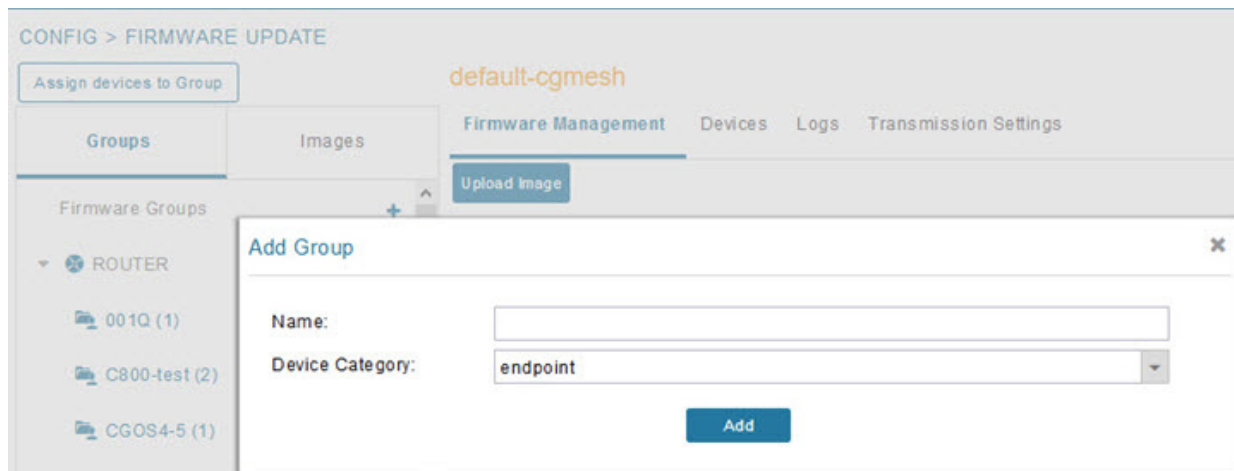 CONFIG > FIRMWARE UPDATE
Assign devices to Group
default-cgmesh
Groups
Images
Firmware Management
Devices
Logs
Transmission Settings
Upload Image
Firmware Groups
+
ROUTER
001Q (1)
C800-test (2)
CGOS4-5 (1)
Add Group
Name:
Device Category:
endpoint
Add